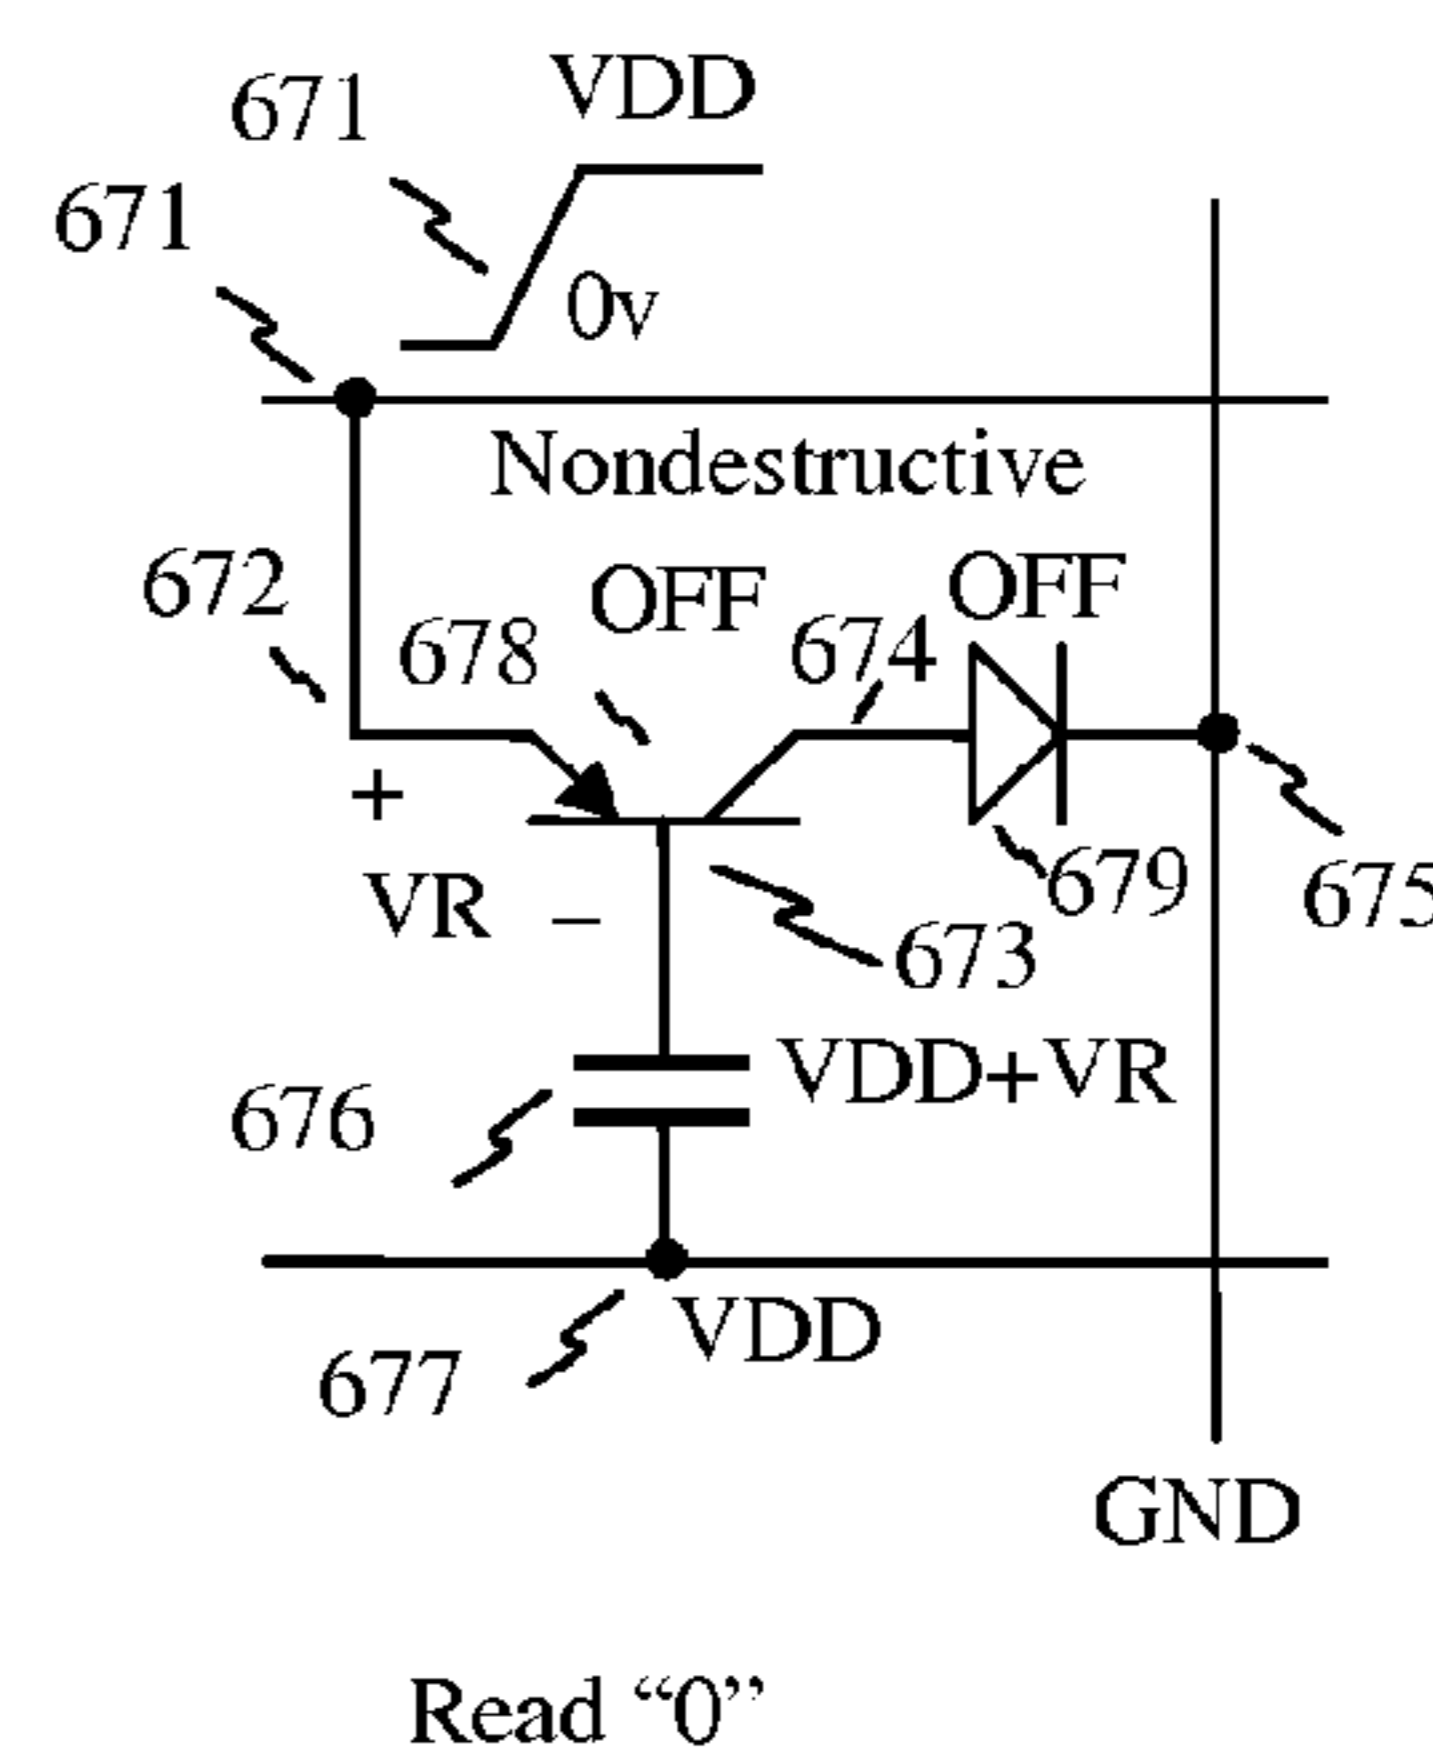 VDD
671
671
0v
Nondestructive
672
678
OFF
674
OFF
+
VR
−
679
675
673
VDD+VR
676
VDD
677
GND
Read “0”